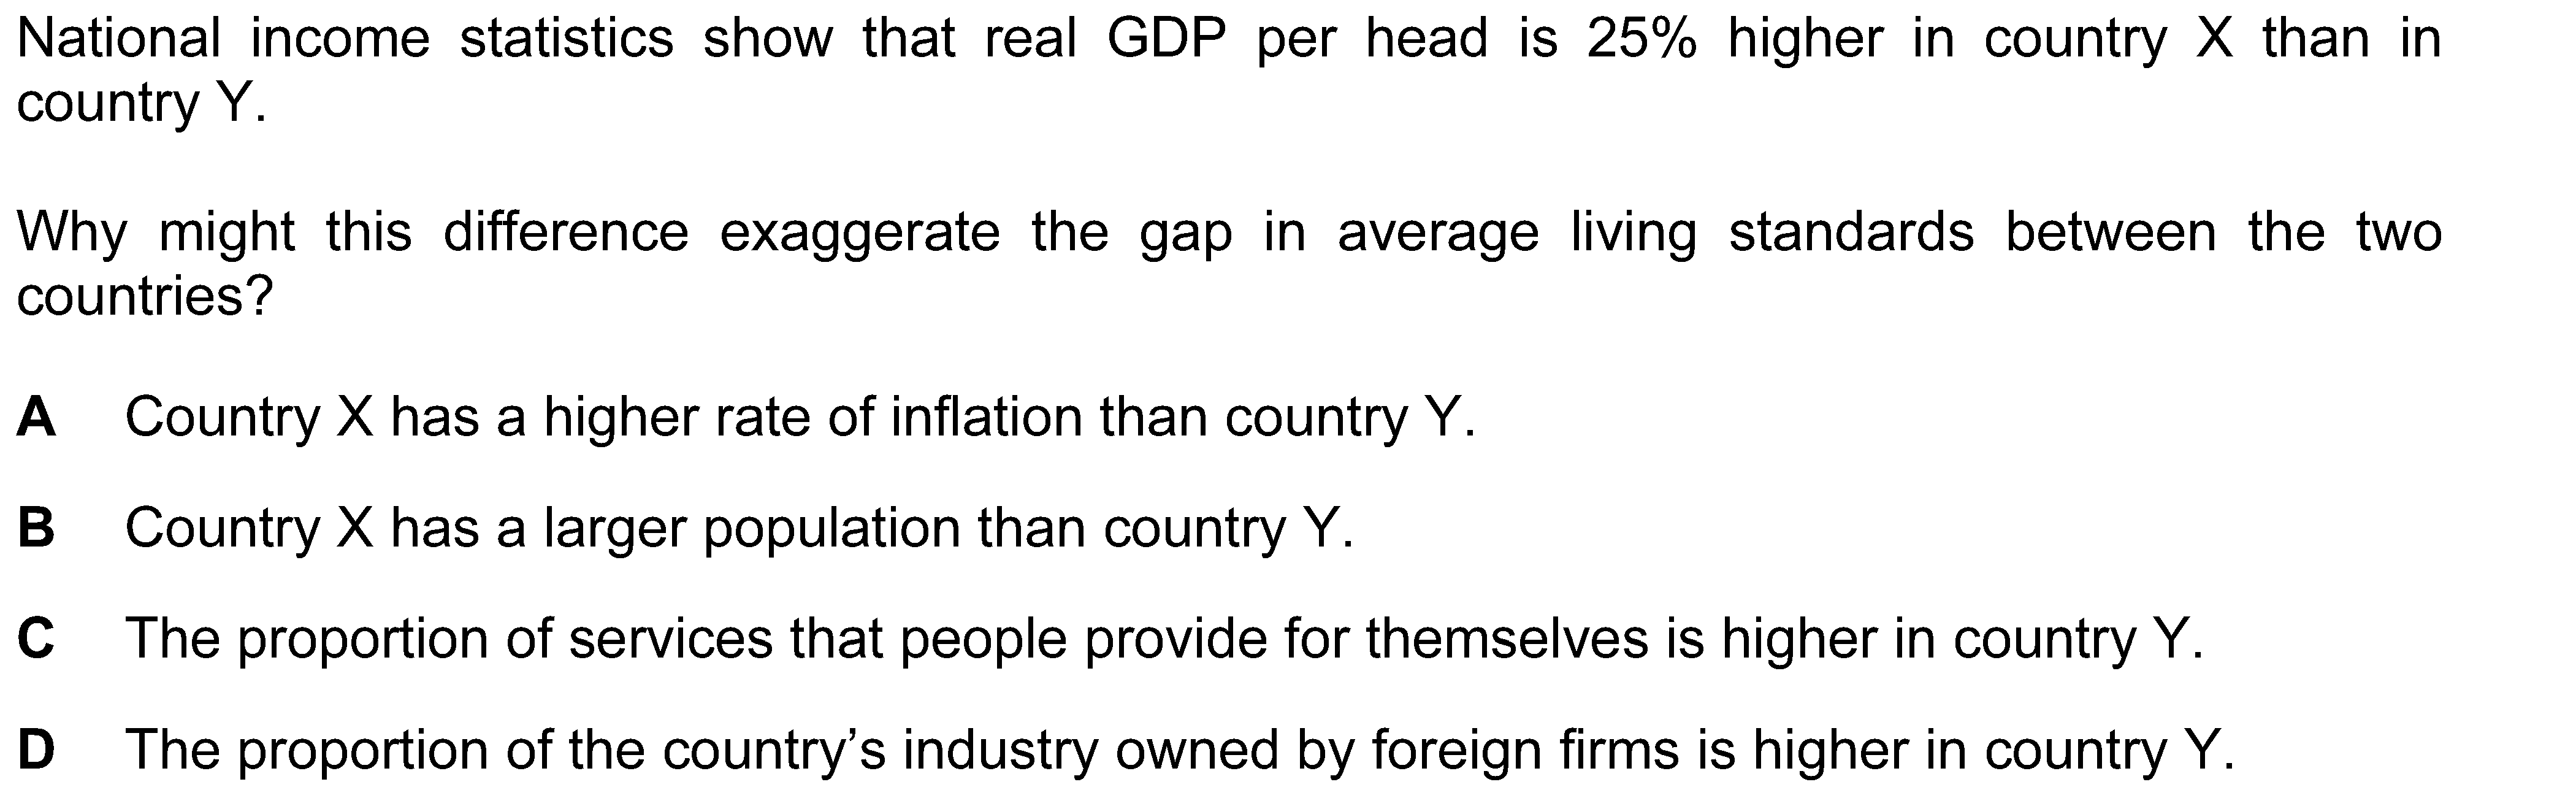 National income statistics show that real GDP per head is 25% higher in country X than in
country Y.
Why might this difference exaggerate the gap in average living standards between the two
countries?
A Country X has a higher rate of inflation than country Y.
B Country X has a larger population than country Y.
C The proportion of services that people provide for themselves is higher in country Y.
D The proportion of the country’s industry owned by foreign firms is higher in country Y.